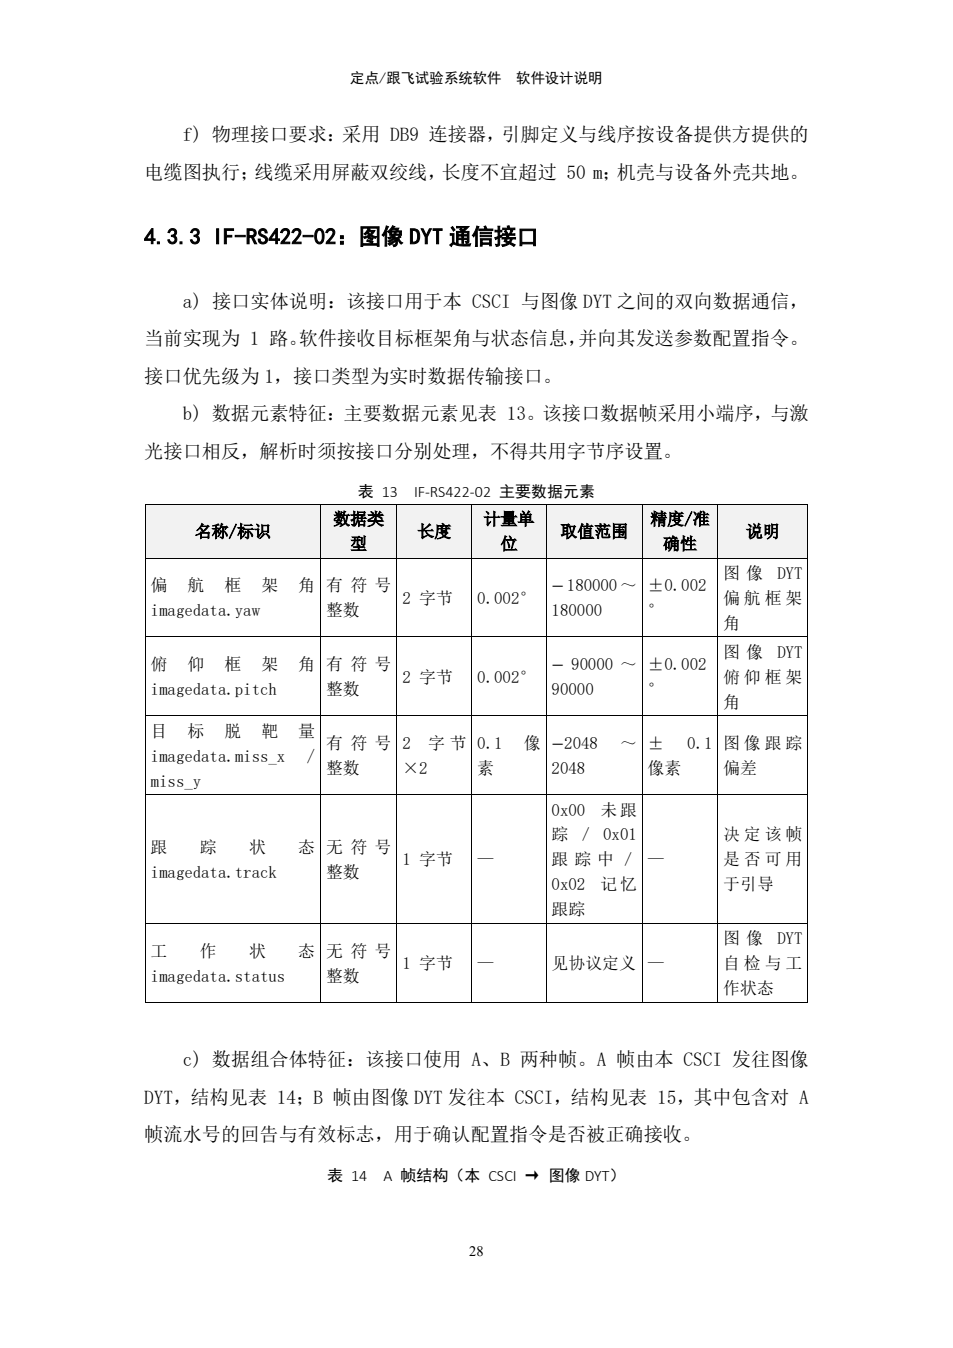 定点/跟飞试验系统软件　软件设计说明
f) 物理接口要求：采用 DB9 连接器，引脚定义与线序按设备提供方提供的
电缆图执行；线缆采用屏蔽双绞线，长度不宜超过 50 m；机壳与设备外壳共地。
4.3.3 IF-RS422-02：图像 DYT 通信接口
a) 接口实体说明：该接口用于本 CSCI 与图像 DYT 之间的双向数据通信，
当前实现为 1 路。软件接收目标框架角与状态信息，并向其发送参数配置指令。
接口优先级为 1，接口类型为实时数据传输接口。
b) 数据元素特征：主要数据元素见表 13。该接口数据帧采用小端序，与激
光接口相反，解析时须按接口分别处理，不得共用字节序设置。
表 13　IF-RS422-02 主要数据元素
名称/标识
数据类
型
长度
计量单
位
取值范围
精度/准
确性
说明
偏航框架角
imagedata.yaw
有符号
整数
2 字节
0.002°
−180000～
180000
±0.002
°
图像 DYT
偏航框架
角
俯仰框架角
imagedata.pitch
有符号
整数
2 字节
0.002°
−90000～
90000
±0.002
°
图像 DYT
俯仰框架
角
目标脱靶量
imagedata.miss_x /
miss_y
有符号
整数
2 字节
×2
0.1 像
素
−2048～
2048
±0.1
像素
图像跟踪
偏差
跟踪状态
imagedata.track
无符号
整数
1 字节
—
0x00 未跟
踪 / 0x01
跟踪中 /
0x02 记忆
跟踪
—
决定该帧
是否可用
于引导
工作状态
imagedata.status
无符号
整数
1 字节
—
见协议定义
—
图像 DYT
自检与工
作状态
c) 数据组合体特征：该接口使用 A、B 两种帧。A 帧由本 CSCI 发往图像
DYT，结构见表 14；B 帧由图像 DYT 发往本 CSCI，结构见表 15，其中包含对 A
帧流水号的回告与有效标志，用于确认配置指令是否被正确接收。
表 14　A 帧结构（本 CSCI → 图像 DYT）
28